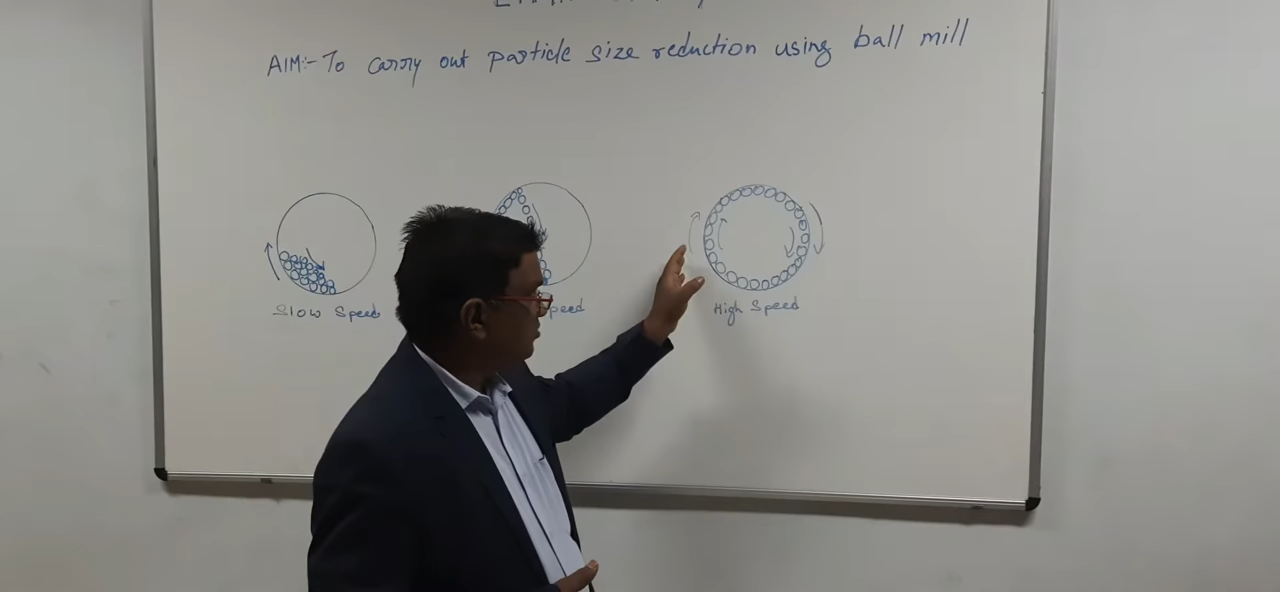 AIM:- To carry out particle size reduction using ball mill
Slow Speed
Speed
High Speed